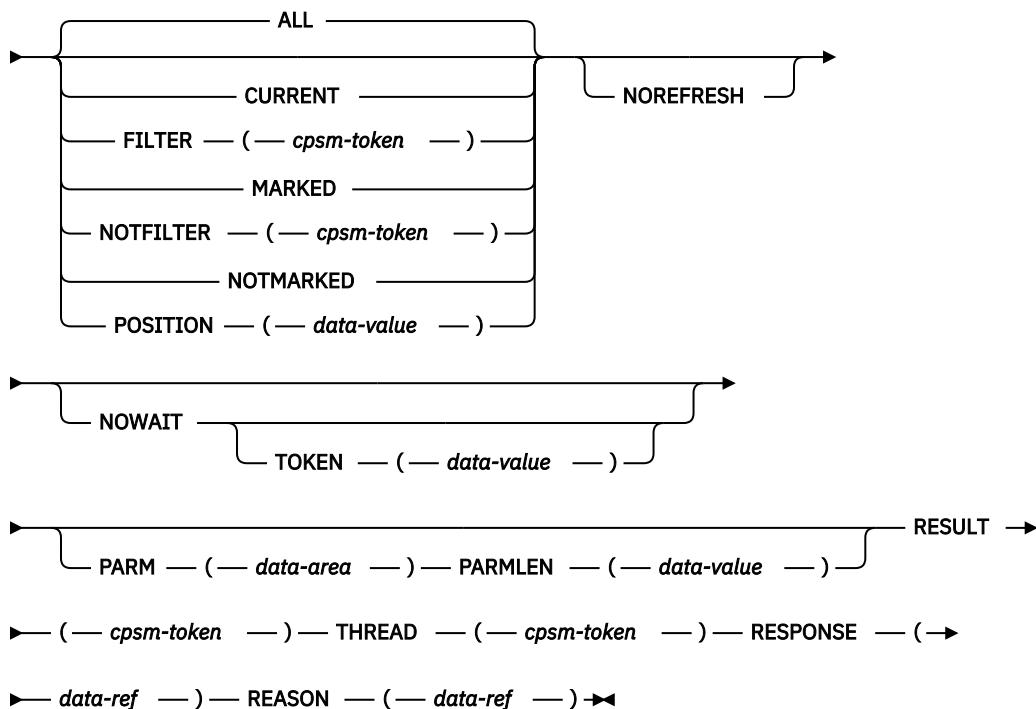 ALL
CURRENT NOREFRESH
FILTER ( cpsm-token )
MARKED
NOTFILTER ( cpsm-token )
NOTMARKED
POSITION ( data-value )
NOWAIT
TOKEN ( data-value )
RESULT
PARM ( data-area ) PARMLEN ( data-value )
( cpsm-token ) THREAD ( cpsm-token ) RESPONSE (
data-ref ) REASON ( data-ref )